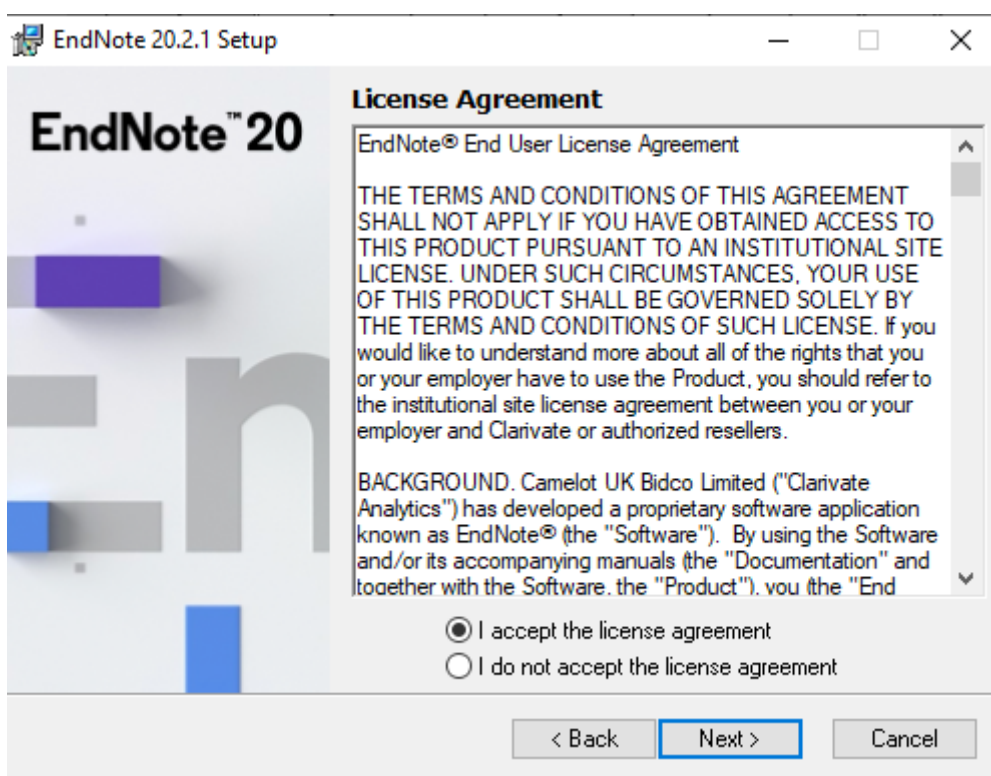 EndNote 20.2.1 Setup
EndNote™20
License Agreement
EndNote® End User License Agreement
THE TERMS AND CONDITIONS OF THIS AGREEMENT
SHALL NOT APPLY IF YOU HAVE OBTAINED ACCESS TO
THIS PRODUCT PURSUANT TO AN INSTITUTIONAL SITE
LICENSE. UNDER SUCH CIRCUMSTANCES, YOUR USE
OF THIS PRODUCT SHALL BE GOVERNED SOLELY BY
THE TERMS AND CONDITIONS OF SUCH LICENSE. If you
would like to understand more about all of the rights that you
or your employer have to use the Product, you should refer to
the institutional site license agreement between you or your
employer and Clarivate or authorized resellers.
BACKGROUND. Camelot UK Bidco Limited ("Clarivate
Analytics") has developed a proprietary software application
known as EndNote® (the "Software").  By using the Software
and/or its accompanying manuals (the "Documentation" and
together with the Software, the "Product"), you (the "End
I accept the license agreement
I do not accept the license agreement
< Back
Next >
Cancel
En